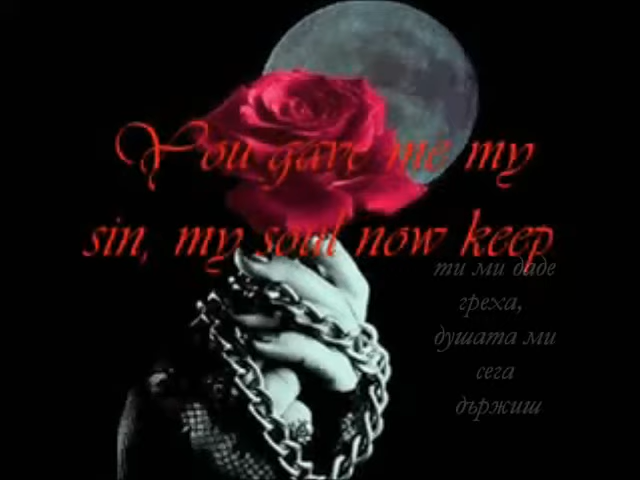 You gave me my
sin, my soul now keep
ти ми даде
греха,
душата ми
сега
държиш